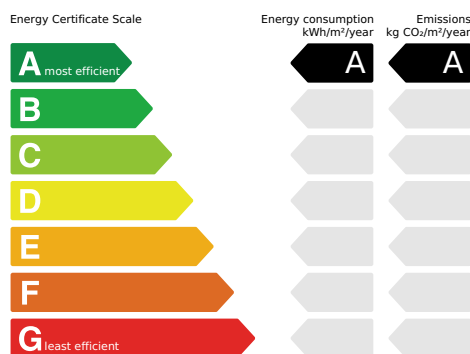 Energy Certificate Scale
Energy consumption
kWh/m²/year
Emissions
kg CO₂/m²/year
A most efficient
A
A
B
C
D
E
F
G least efficient